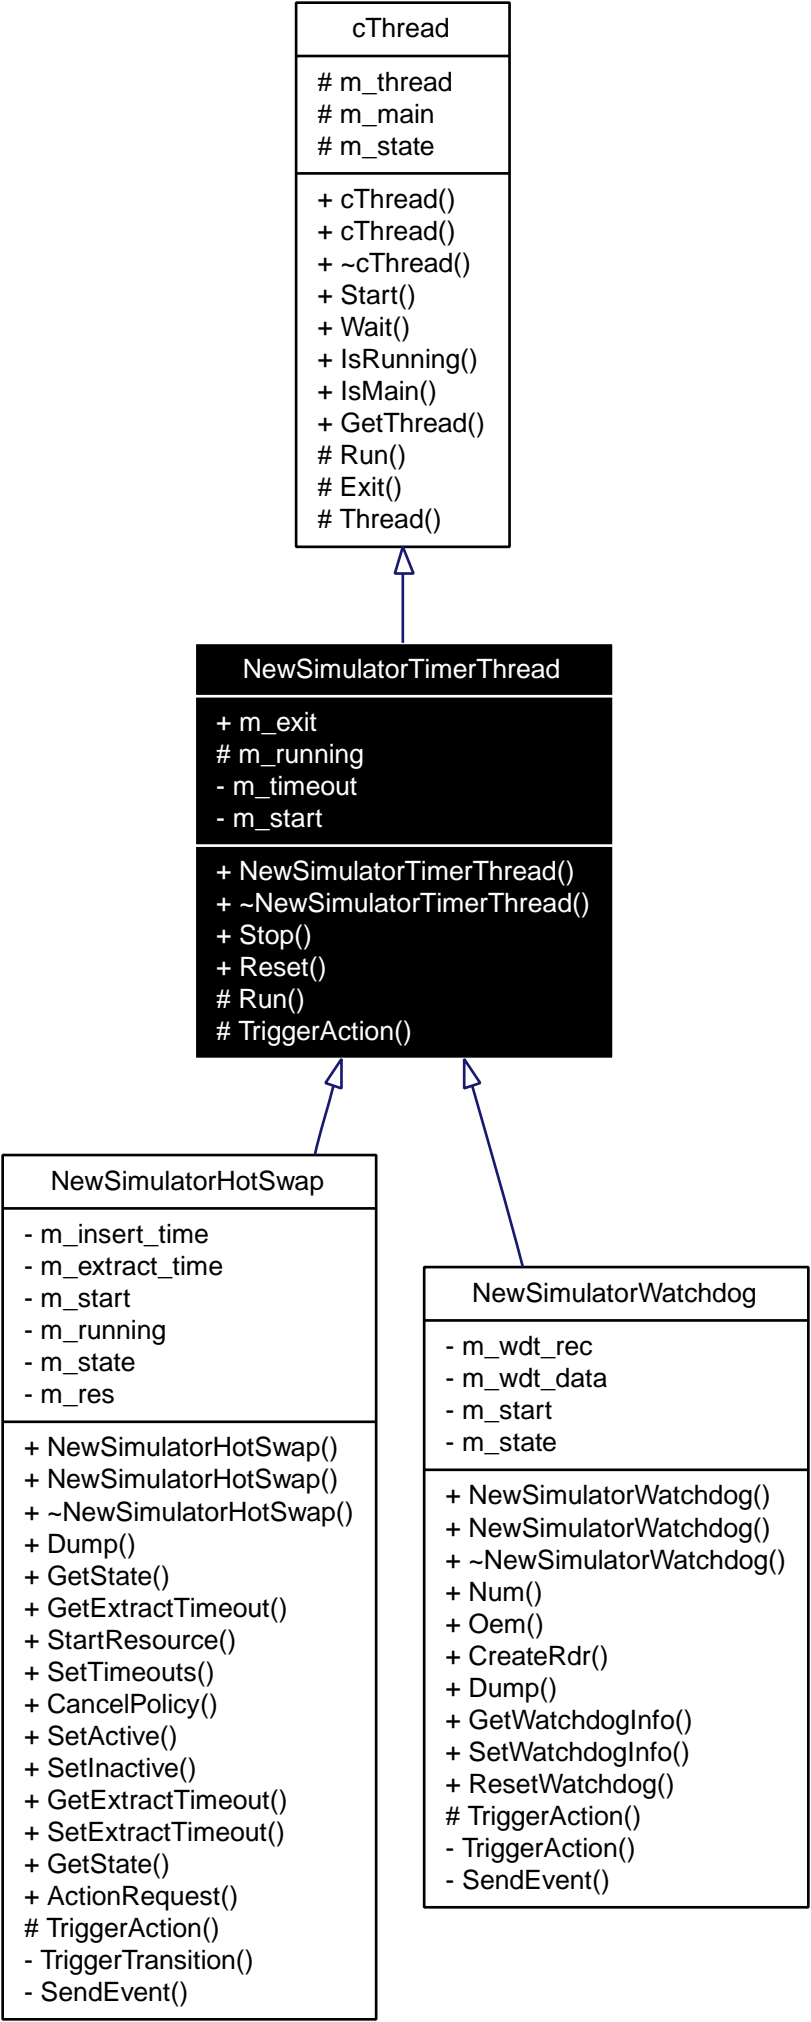 cThread
# m_thread
# m_main
# m_state
+ cThread()
+ cThread()
+ ~cThread()
+ Start()
+ Wait()
+ IsRunning()
+ IsMain()
+ GetThread()
# Run()
# Exit()
# Thread()
NewSimulatorTimerThread
+ m_exit
# m_running
- m_timeout
- m_start
+ NewSimulatorTimerThread()
+ ~NewSimulatorTimerThread()
+ Stop()
+ Reset()
# Run()
# TriggerAction()
NewSimulatorHotSwap
- m_insert_time
- m_extract_time
- m_start
- m_running
- m_state
- m_res
+ NewSimulatorHotSwap()
+ NewSimulatorHotSwap()
+ ~NewSimulatorHotSwap()
+ Dump()
+ GetState()
+ GetExtractTimeout()
+ StartResource()
+ SetTimeouts()
+ CancelPolicy()
+ SetActive()
+ SetInactive()
+ GetExtractTimeout()
+ SetExtractTimeout()
+ GetState()
+ ActionRequest()
# TriggerAction()
- TriggerTransition()
- SendEvent()
NewSimulatorWatchdog
- m_wdt_rec
- m_wdt_data
- m_start
- m_state
+ NewSimulatorWatchdog()
+ NewSimulatorWatchdog()
+ ~NewSimulatorWatchdog()
+ Num()
+ Oem()
+ CreateRdr()
+ Dump()
+ GetWatchdogInfo()
+ SetWatchdogInfo()
+ ResetWatchdog()
# TriggerAction()
- TriggerAction()
- SendEvent()